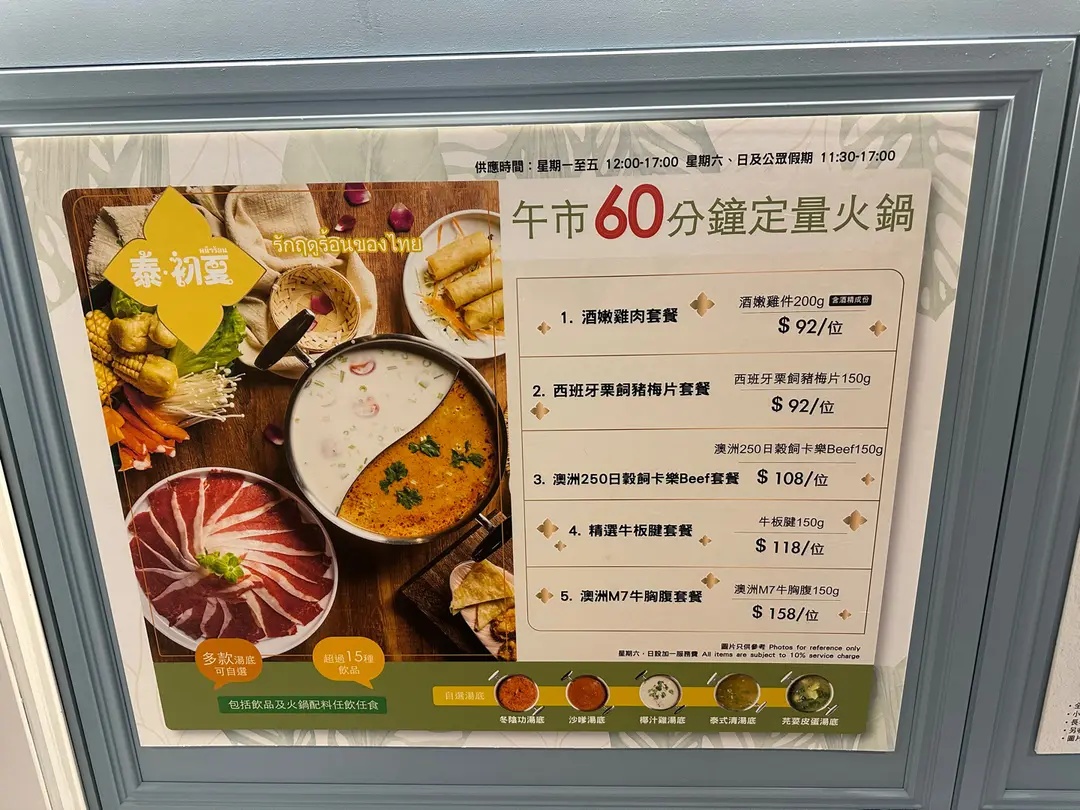 供應時間：星期一至五 12:00-17:00 星期六、日及公眾假期 11:30-17:00
午市60分鐘定量火鍋
หน้าร้อน
泰·初夏
รักฤดูร้อนของไทย
1. 酒嫩雞肉套餐
酒嫩雞件200g 含酒精成份
$ 92/位
2. 西班牙栗飼豬梅片套餐
西班牙栗飼豬梅片150g
$ 92/位
3. 澳洲250日穀飼卡樂Beef套餐
澳洲250日穀飼卡樂Beef150g
$ 108/位
4. 精選牛板腱套餐
牛板腱150g
$ 118/位
5. 澳洲M7牛胸腹套餐
澳洲M7牛胸腹150g
$ 158/位
圖片只供參考 Photos for reference only
星期六、日設加一服務費 All items are subject to 10% service charge
多款湯底
可自選
超過15種
飲品
包括飲品及火鍋配料任飲任食
自選湯底
冬陰功湯底
沙嗲湯底
椰汁雞湯底
泰式清湯底
芫荽皮蛋湯底